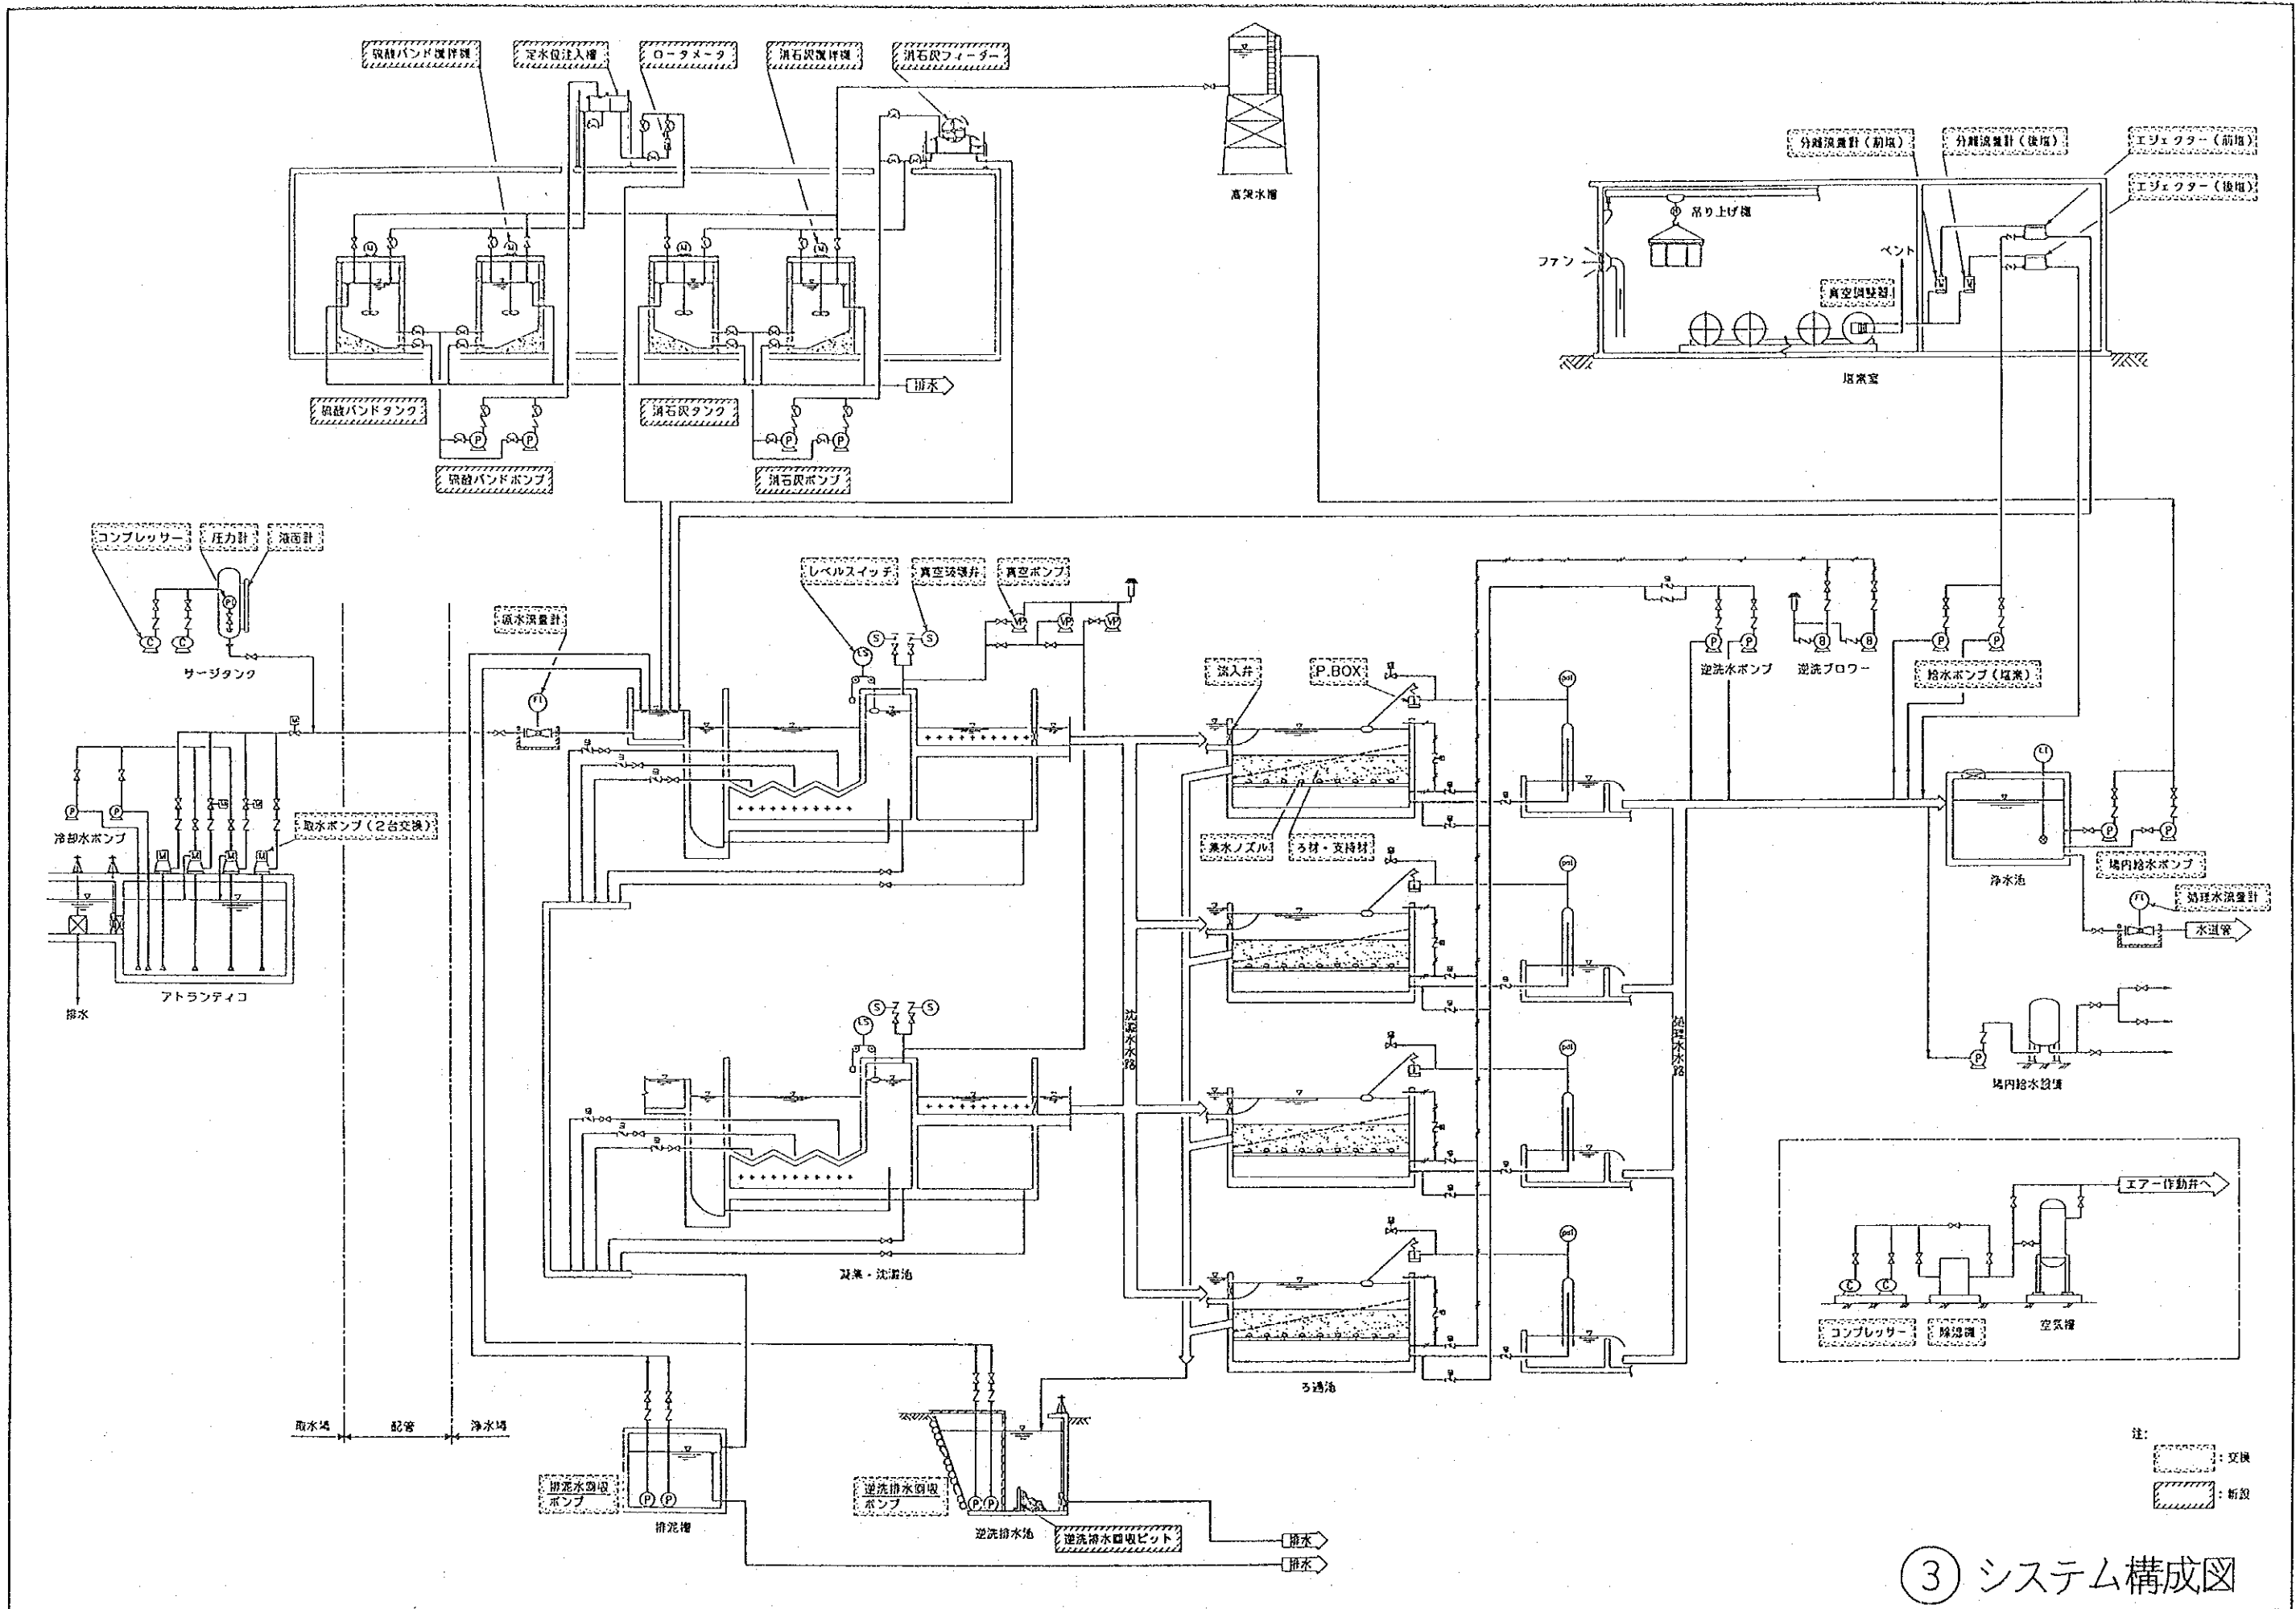 硫酸バンド攪拌機
定水位注入槽
ロータメータ
消石灰攪拌機
消石灰フィーダー
高架水槽
分離流量計(前塩)
分離流量計(後塩)
エジェクター(前塩)
エジェクター(後塩)
吊り上げ機
ファン
ベント
真空調整器
塩素室
M
M
M
M
M
排水
硫酸バンドタンク
消石灰タンク
P
P
P
P
硫酸バンドポンプ
消石灰ポンプ
コンプレッサー
圧力計
液面計
PI
C
C
サージタンク
原水流量計
FI
レベルスイッチ
真空破壊弁
真空ポンプ
LS
S
S
VP
VP
VP
流入弁
P.BOX
pdI
P
P
逆洗水ポンプ
B
B
逆洗ブロワー
P
P
給水ポンプ(塩素)
P
P
冷却水ポンプ
取水ポンプ(2台交換)
M
M
M
M
アトランティコ
排水
集水ノズル
ろ材・支持材
LI
浄水池
P
P
場内給水ポンプ
FI
処理水流量計
水道管
pdI
沈澱水水路
処理水水路
S
S
LS
pdI
P
場内給水設備
凝集・沈澱池
pdI
エアー作動弁へ
C
C
コンプレッサー
除湿機
空気槽
ろ過池
取水場
配管
浄水場
排泥水回収
ポンプ
P
P
排泥槽
逆洗排水回収
ポンプ
P
P
逆洗排水池
逆洗排水回収ピット
排水
排水
注:
:交換
:新設
③ システム構成図